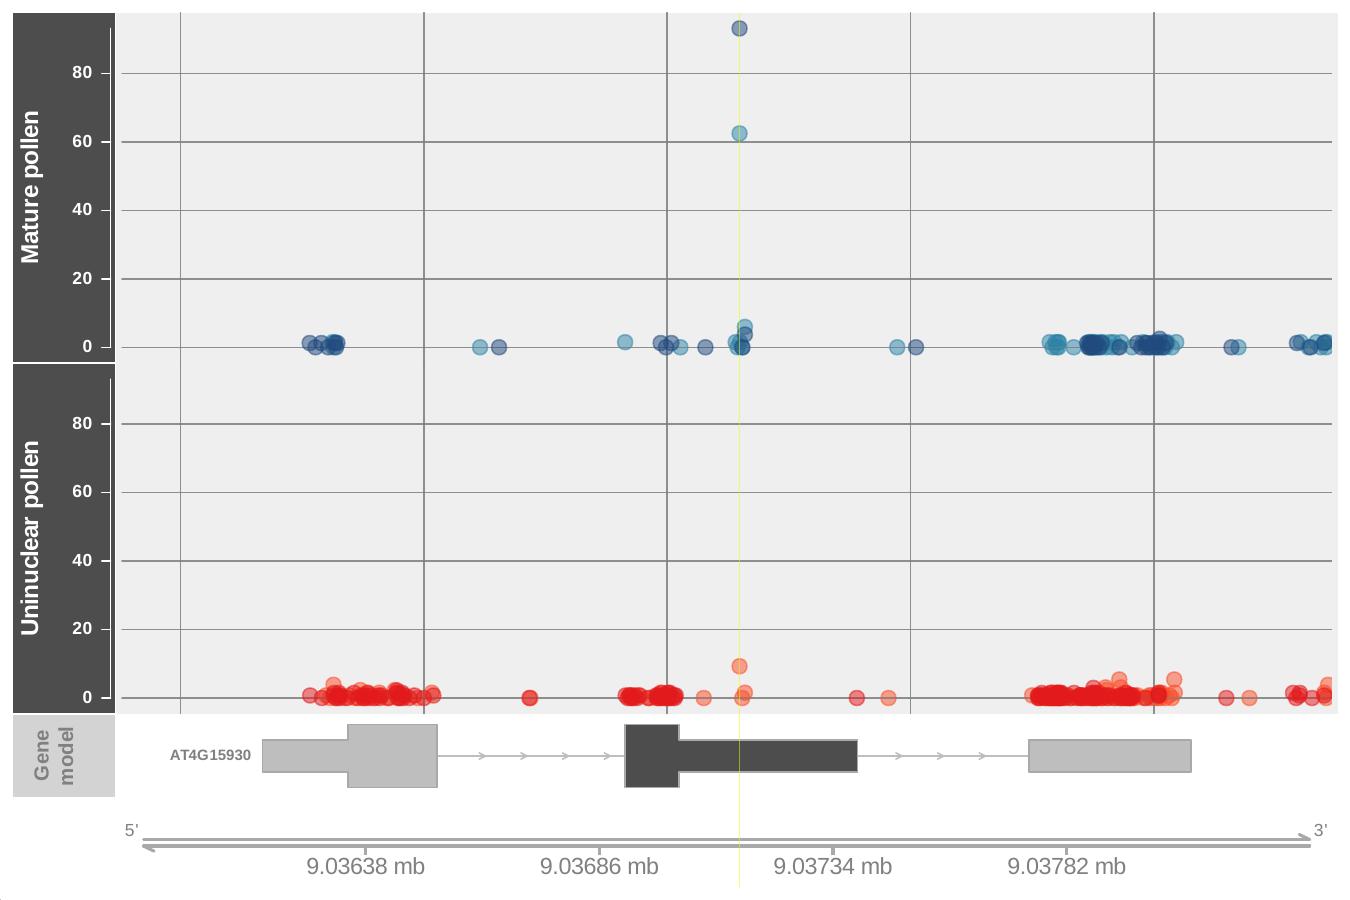 Mature pollen
80
60
40
20
0
Uninuclear pollen
80
60
40
20
0
Gene
model
AT4G15930
5'
3'
9.03638 mb
9.03686 mb
9.03734 mb
9.03782 mb